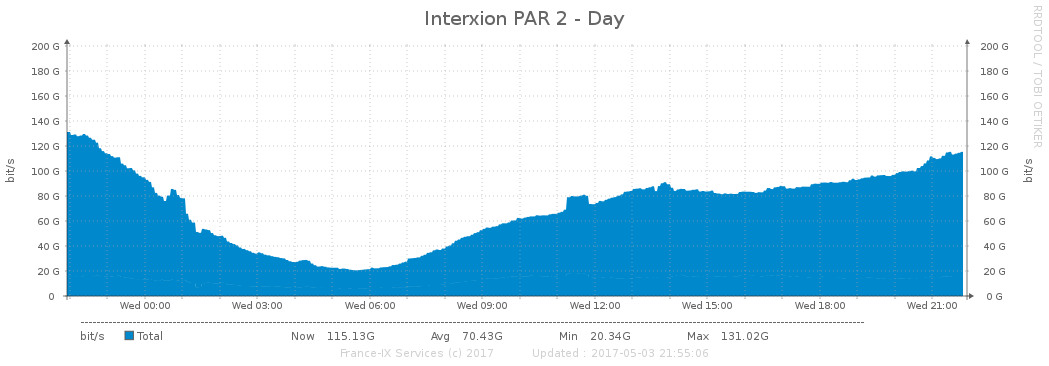 Interxion PAR 2 - Day
RRDTOOL / TOBI OETIKER
bit/s
200 G 200 G
180 G 180 G
160 G 160 G
140 G 140 G
120 G 120 G
100 G 100 G
80 G 80 G
60 G 60 G
40 G 40 G
20 G 20 G
0 0 G
bit/s
Wed 00:00 Wed 03:00 Wed 06:00 Wed 09:00 Wed 12:00 Wed 15:00 Wed 18:00 Wed 21:00
bit/s Total Now 115.13G Avg 70.43G Min 20.34G Max 131.02G
France-IX Services (c) 2017 Updated : 2017-05-03 21:55:06